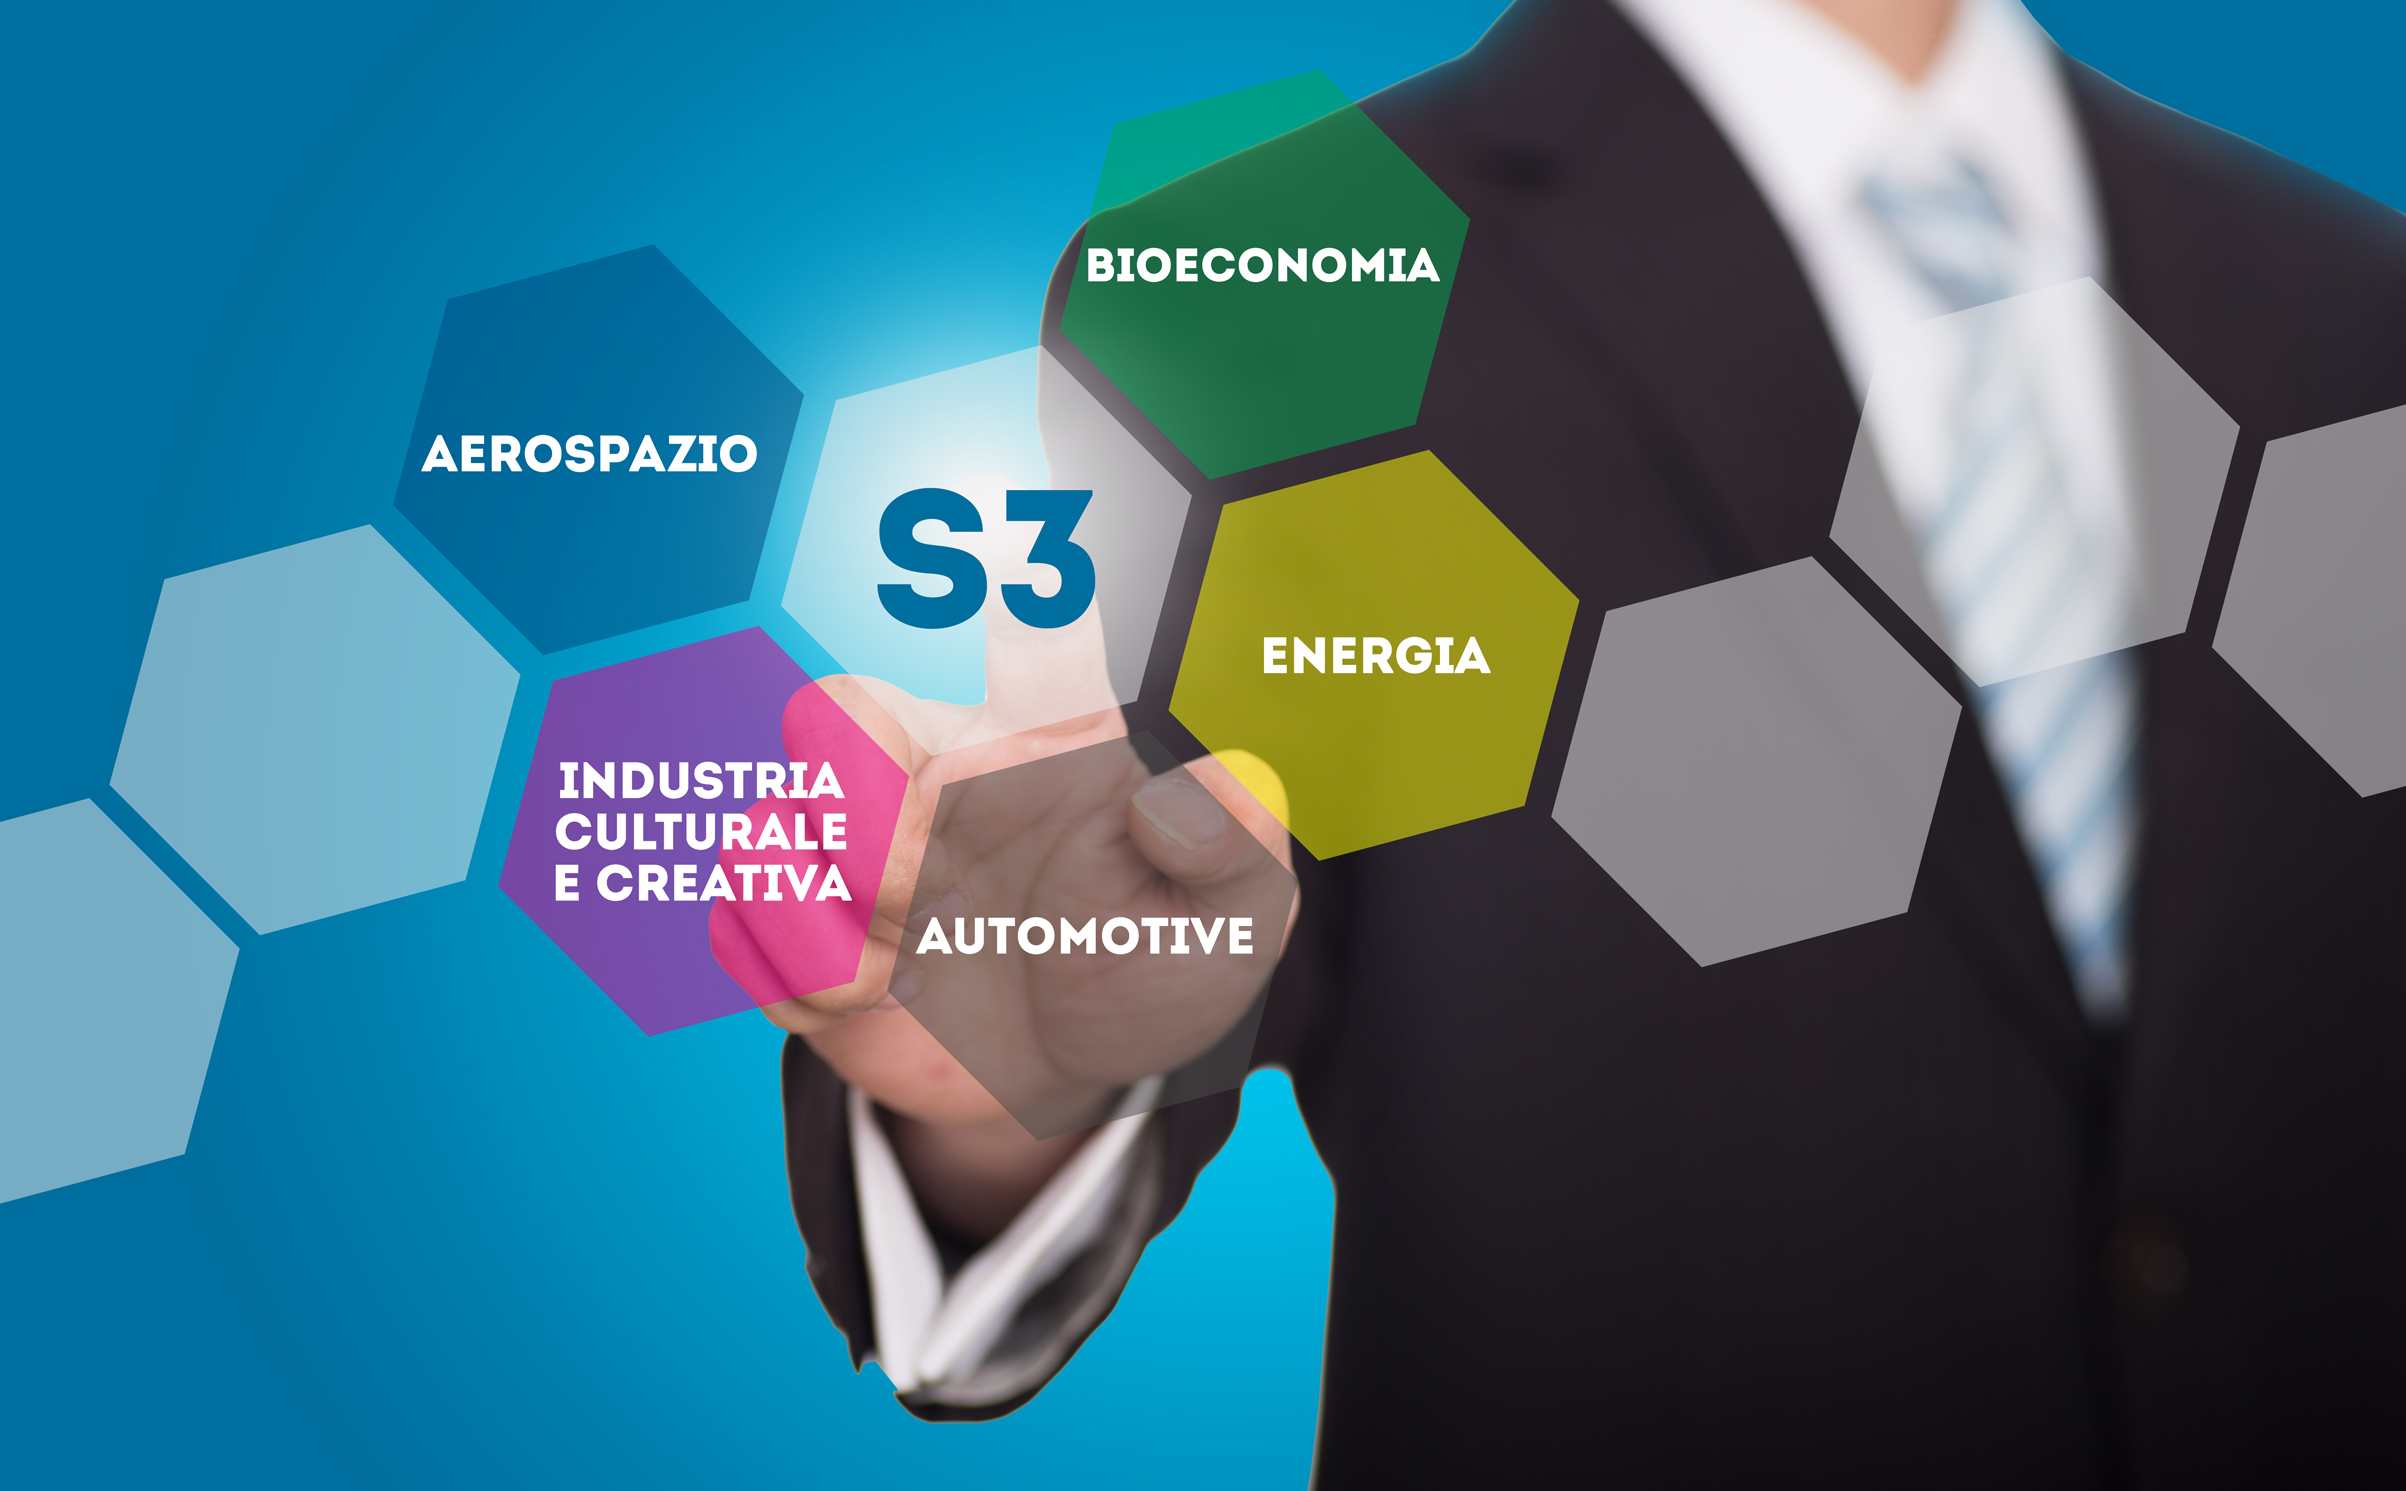 BIOECONOMIA
AEROSPAZIO
S3
ENERGIA
INDUSTRIA
CULTURALE
E CREATIVA
AUTOMOTIVE